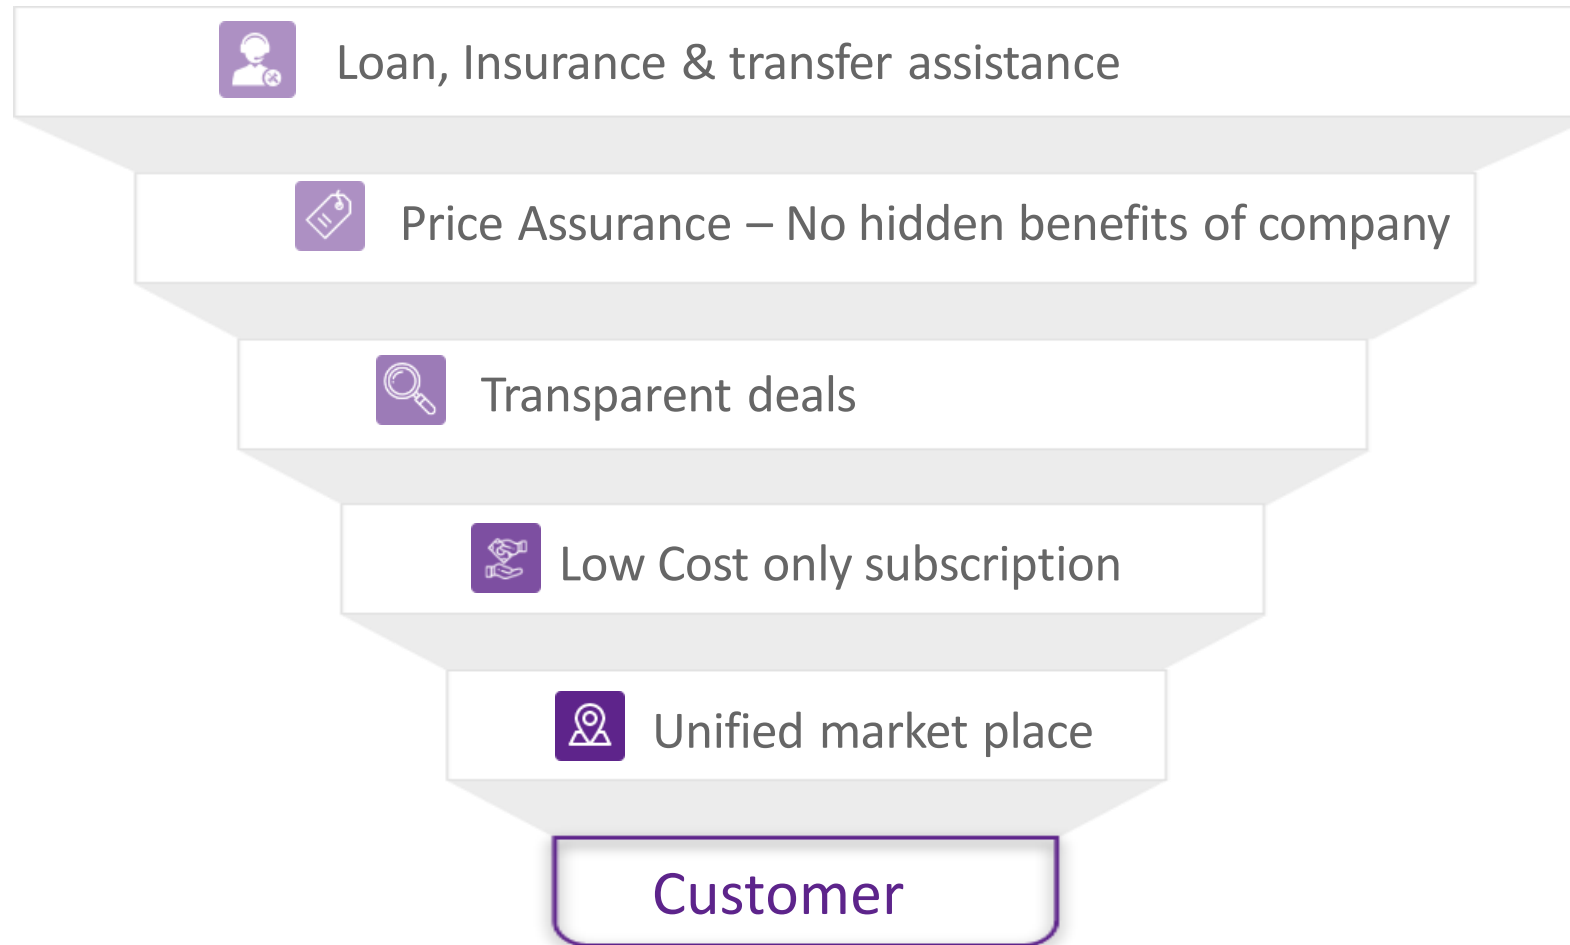 Loan, Insurance & transfer assistance
Price Assurance – No hidden benefits of company
Transparent deals
Low Cost only subscription
Unified market place
Customer